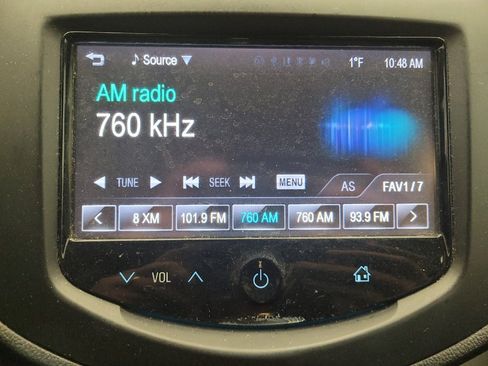 Source 1°F 10:48 AM
AM radio
760 kHz
TUNE SEEK MENU AS FAV1/7
8 XM 101.9 FM 760 AM 760 AM 93.9 FM
VOL